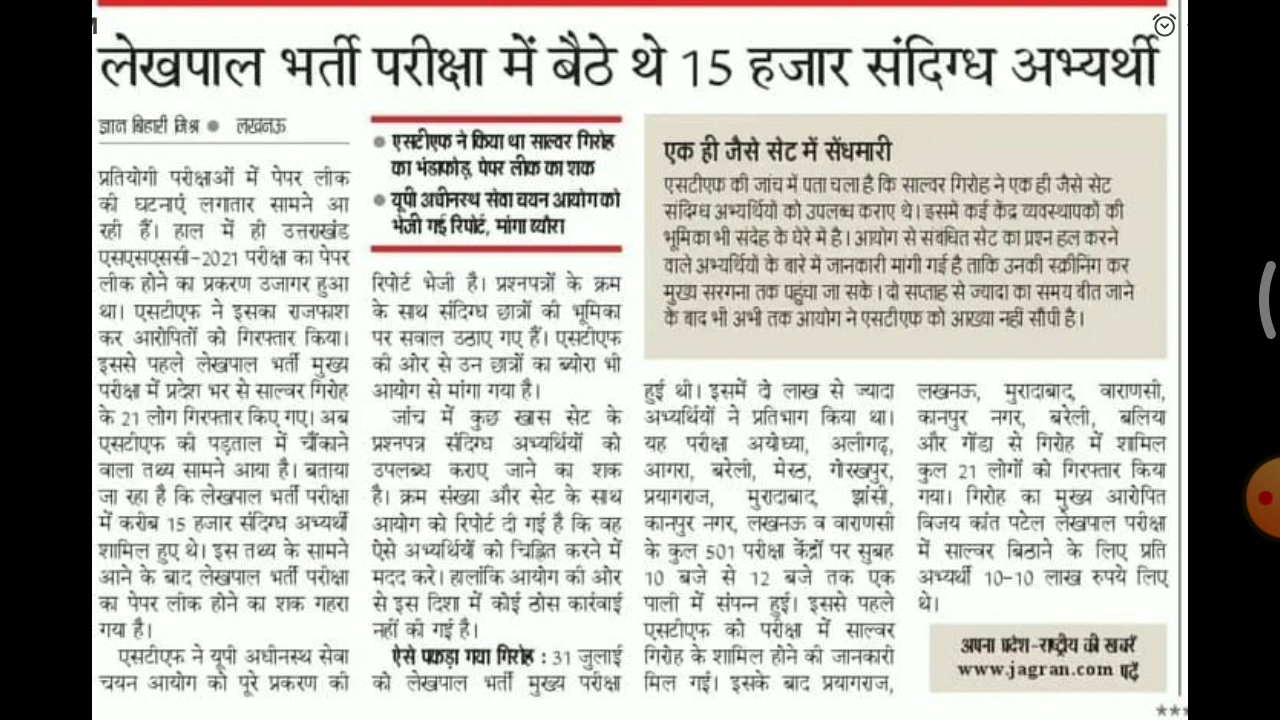 लेखपाल भर्ती परीक्षा में बैठे थे 15 हजार संदिग्ध अभ्यर्थी
ज्ञान बिहारी मिश्र ● लखनऊ
प्रतियोगी परीक्षाओं में पेपर लीक
की घटनाएं लगातार सामने आ
रही हैं। हाल में ही उत्तराखंड
एसएसएससी-2021 परीक्षा का पेपर
लीक होने का प्रकरण उजागर हुआ
था। एसटीएफ ने इसका राजफाश
कर आरोपितों को गिरफ्तार किया।
इससे पहले लेखपाल भर्ती मुख्य
परीक्षा में प्रदेश भर से साल्वर गिरोह
के 21 लोग गिरफ्तार किए गए। अब
एसटीएफ की पड़ताल में चौंकाने
वाला तथ्य सामने आया है। बताया
जा रहा है कि लेखपाल भर्ती परीक्षा
में करीब 15 हजार संदिग्ध अभ्यर्थी
शामिल हुए थे। इस तथ्य के सामने
आने के बाद लेखपाल भर्ती परीक्षा
का पेपर लीक होने का शक गहरा
गया है।
एसटीएफ ने यूपी अधीनस्थ सेवा
चयन आयोग को पूरे प्रकरण की
● एसटीएफ ने किया था साल्वर गिरोह
का भंडाफोड़, पेपर लीक का शक
● यूपी अधीनस्थ सेवा चयन आयोग को
भेजी गई रिपोर्ट, मांगा ब्योरा
रिपोर्ट भेजी है। प्रश्नपत्रों के क्रम
के साथ संदिग्ध छात्रों की भूमिका
पर सवाल उठाए गए हैं। एसटीएफ
की ओर से उन छात्रों का ब्योरा भी
आयोग से मांगा गया है।
जांच में कुछ खास सेट के
प्रश्नपत्र संदिग्ध अभ्यर्थियों को
उपलब्ध कराए जाने का शक
है। क्रम संख्या और सेट के साथ
आयोग को रिपोर्ट दी गई है कि वह
ऐसे अभ्यर्थियों को चिह्नित करने में
मदद करे। हालांकि आयोग की ओर
से इस दिशा में कोई ठोस कार्रवाई
नहीं की गई है।
ऐसे पकड़ा गया गिरोह : 31 जुलाई
को लेखपाल भर्ती मुख्य परीक्षा
एक ही जैसे सेट में सेंधमारी
एसटीएफ की जांच में पता चला है कि साल्वर गिरोह ने एक ही जैसे सेट
संदिग्ध अभ्यर्थियों को उपलब्ध कराए थे। इसमें कई केंद्र व्यवस्थापकों की
भूमिका भी संदेह के घेरे में है। आयोग से संबंधित सेट का प्रश्न हल करने
वाले अभ्यर्थियों के बारे में जानकारी मांगी गई है ताकि उनकी स्क्रीनिंग कर
मुख्य सरगना तक पहुंचा जा सके। दो सप्ताह से ज्यादा का समय बीत जाने
के बाद भी अभी तक आयोग ने एसटीएफ को आख्या नहीं सौंपी है।
हुई थी। इसमें दो लाख से ज्यादा
अभ्यर्थियों ने प्रतिभाग किया था।
यह परीक्षा अयोध्या, अलीगढ़,
आगरा, बरेली, मेरठ, गोरखपुर,
प्रयागराज, मुरादाबाद, झांसी,
कानपुर नगर, लखनऊ व वाराणसी
के कुल 501 परीक्षा केंद्रों पर सुबह
10 बजे से 12 बजे तक एक
पाली में संपन्न हुई। इससे पहले
एसटीएफ को परीक्षा में साल्वर
गिरोह के शामिल होने की जानकारी
मिल गई। इसके बाद प्रयागराज,
लखनऊ, मुरादाबाद, वाराणसी,
कानपुर नगर, बरेली, बलिया
और गोंडा से गिरोह में शामिल
कुल 21 लोगों को गिरफ्तार किया
गया। गिरोह का मुख्य आरोपित
विजय कांत पटेल लेखपाल परीक्षा
में साल्वर बिठाने के लिए प्रति
अभ्यर्थी 10-10 लाख रुपये लिए
थे।
अपना प्रदेश-राष्ट्रीय की खबरें
www.jagran.com पढ़ें